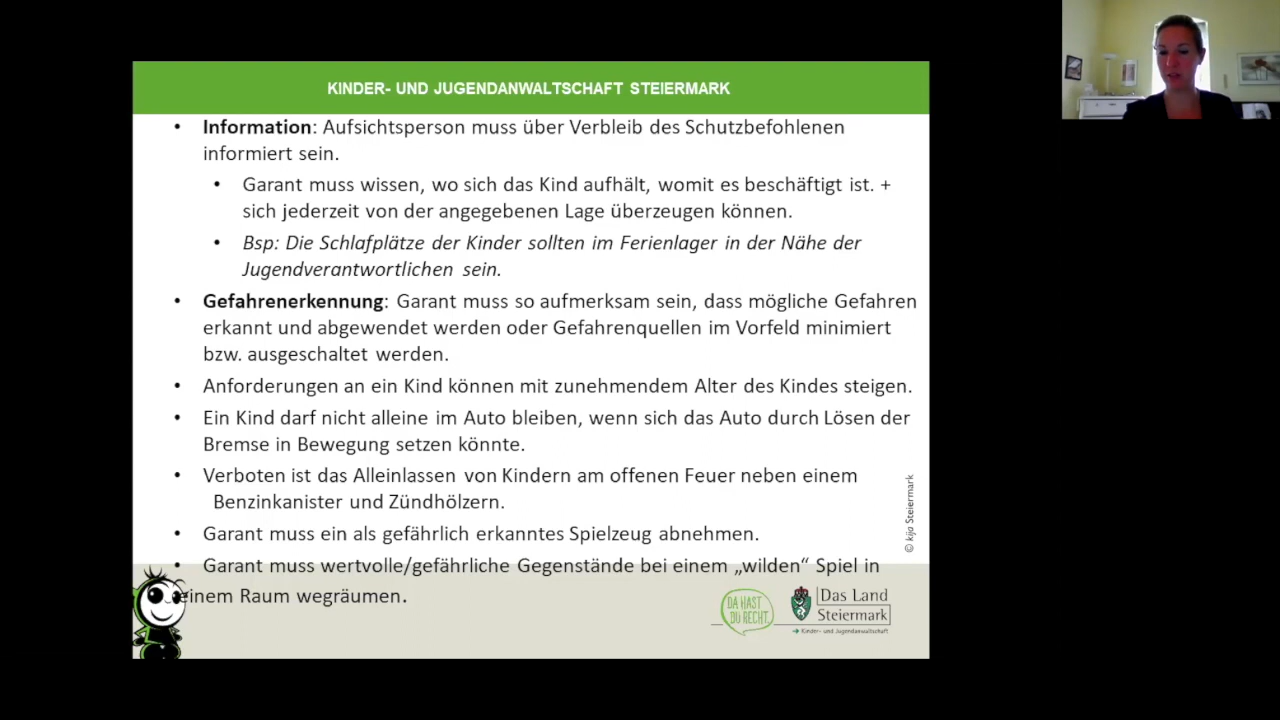 KINDER- UND JUGENDANWALTSCHAFT STEIERMARK
• Information: Aufsichtsperson muss über Verbleib des Schutzbefohlenen
informiert sein.
• Garant muss wissen, wo sich das Kind aufhält, womit es beschäftigt ist. +
sich jederzeit von der angegebenen Lage überzeugen können.
• Bsp: Die Schlafplätze der Kinder sollten im Ferienlager in der Nähe der
Jugendverantwortlichen sein.
• Gefahrenerkennung: Garant muss so aufmerksam sein, dass mögliche Gefahren
erkannt und abgewendet werden oder Gefahrenquellen im Vorfeld minimiert
bzw. ausgeschaltet werden.
• Anforderungen an ein Kind können mit zunehmendem Alter des Kindes steigen.
• Ein Kind darf nicht alleine im Auto bleiben, wenn sich das Auto durch Lösen der
Bremse in Bewegung setzen könnte.
• Verboten ist das Alleinlassen von Kindern am offenen Feuer neben einem
Benzinkanister und Zündhölzern.
• Garant muss ein als gefährlich erkanntes Spielzeug abnehmen.
• Garant muss wertvolle/gefährliche Gegenstände bei einem „wilden“ Spiel in
einem Raum wegräumen.
© kija Steiermark
DA HAST
DU RECHT.
Das Land
Steiermark
➔ Kinder- und Jugendanwaltschaft